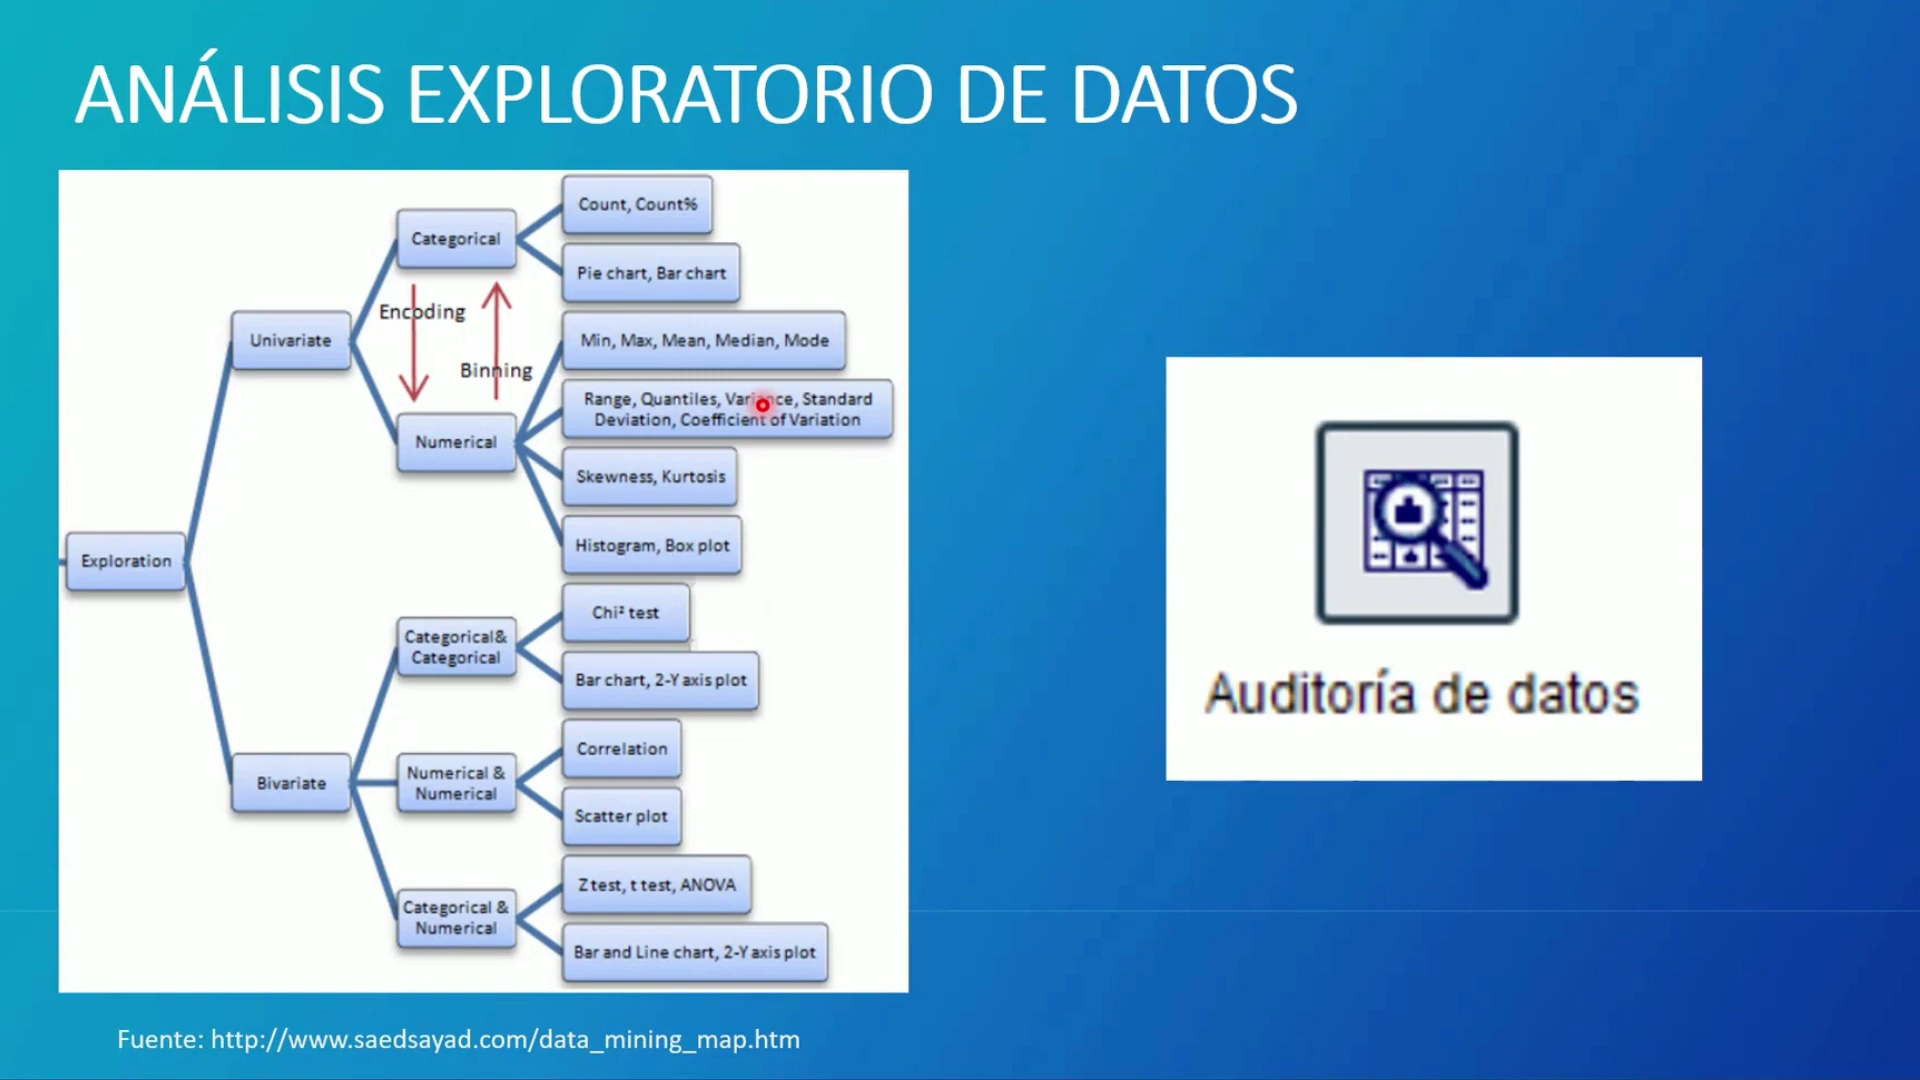 ANÁLISIS EXPLORATORIO DE DATOS
Count, Count%
Categorical
Pie chart, Bar chart
Encoding
Univariate
Min, Max, Mean, Median, Mode
Binning
Range, Quantiles, Variance, Standard
Deviation, Coefficient of Variation
Numerical
Skewness, Kurtosis
Histogram, Box plot
Exploration
Chi² test
Categorical&
Categorical
Bar chart, 2-Y axis plot
Correlation
Bivariate
Numerical &
Numerical
Scatter plot
Z test, t test, ANOVA
Categorical &
Numerical
Bar and Line chart, 2-Y axis plot
Auditoría de datos
Fuente: http://www.saedsayad.com/data_mining_map.htm